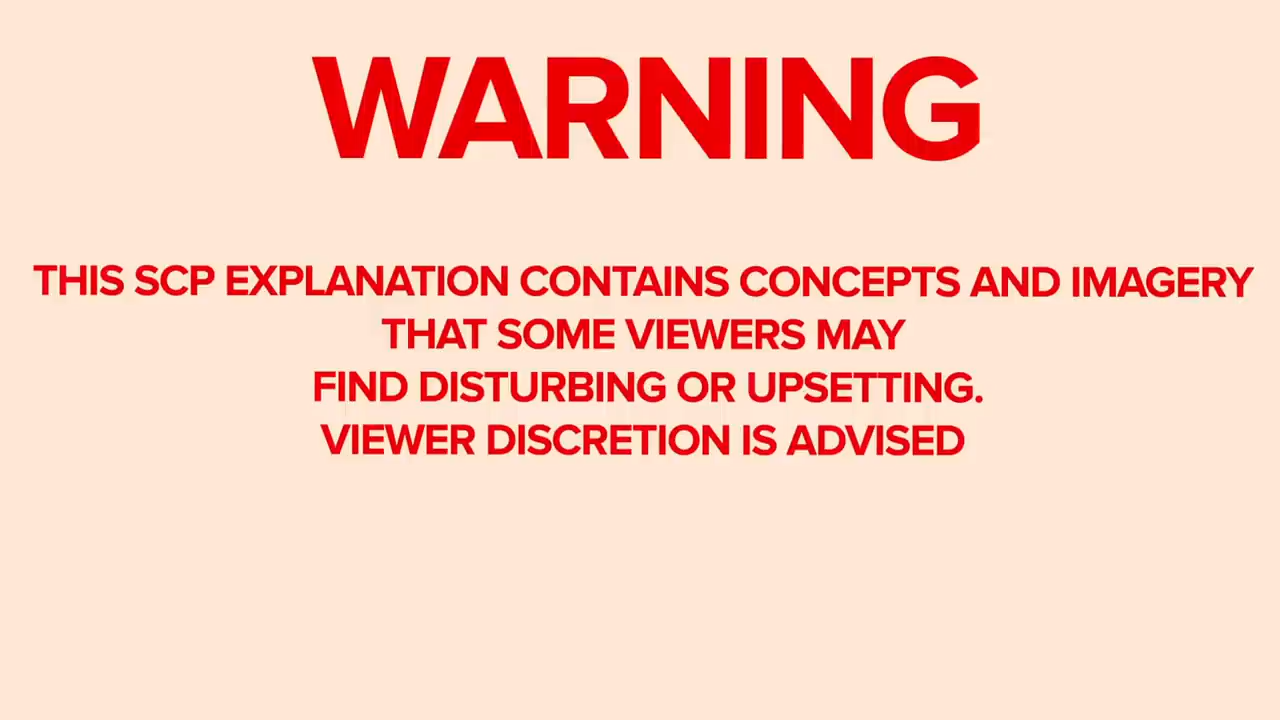 WARNING
THIS SCP EXPLANATION CONTAINS CONCEPTS AND IMAGERY
THAT SOME VIEWERS MAY
FIND DISTURBING OR UPSETTING.
VIEWER DISCRETION IS ADVISED